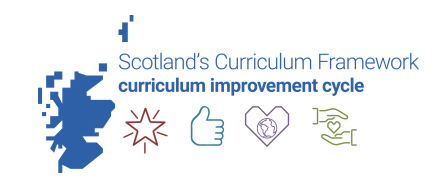 Scotland's Curriculum Framework
curriculum improvement cycle